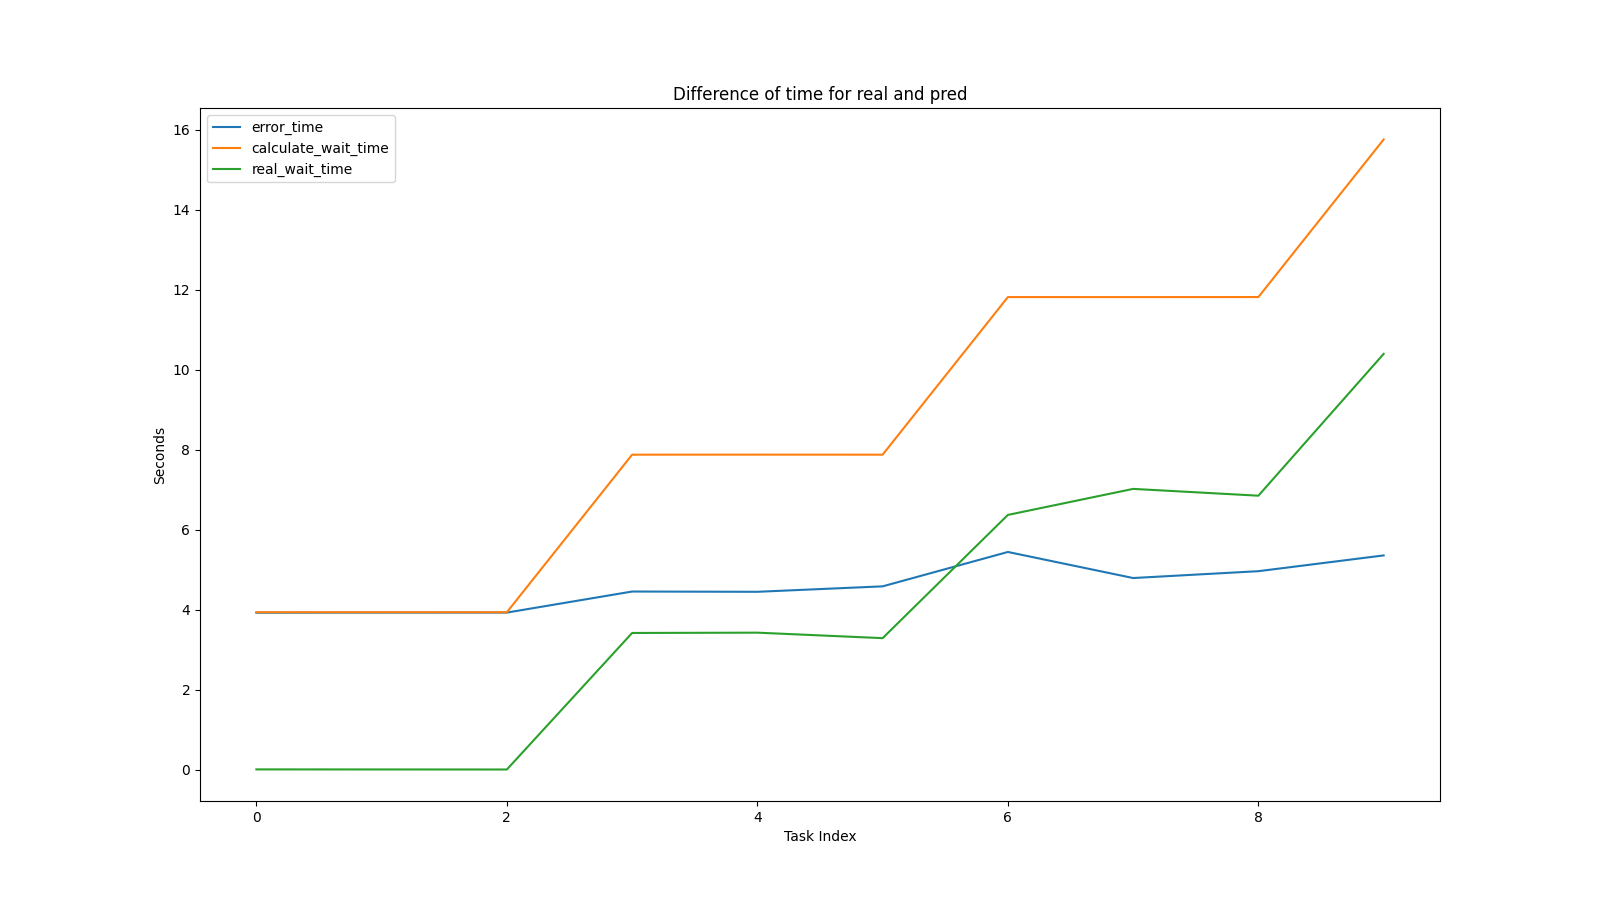 Difference of time for real and pred
error_time
calculate_wait_time
real_wait_time
16
14
12
10
8
6
4
2
0
Seconds
0 2 4 6 8
Task Index